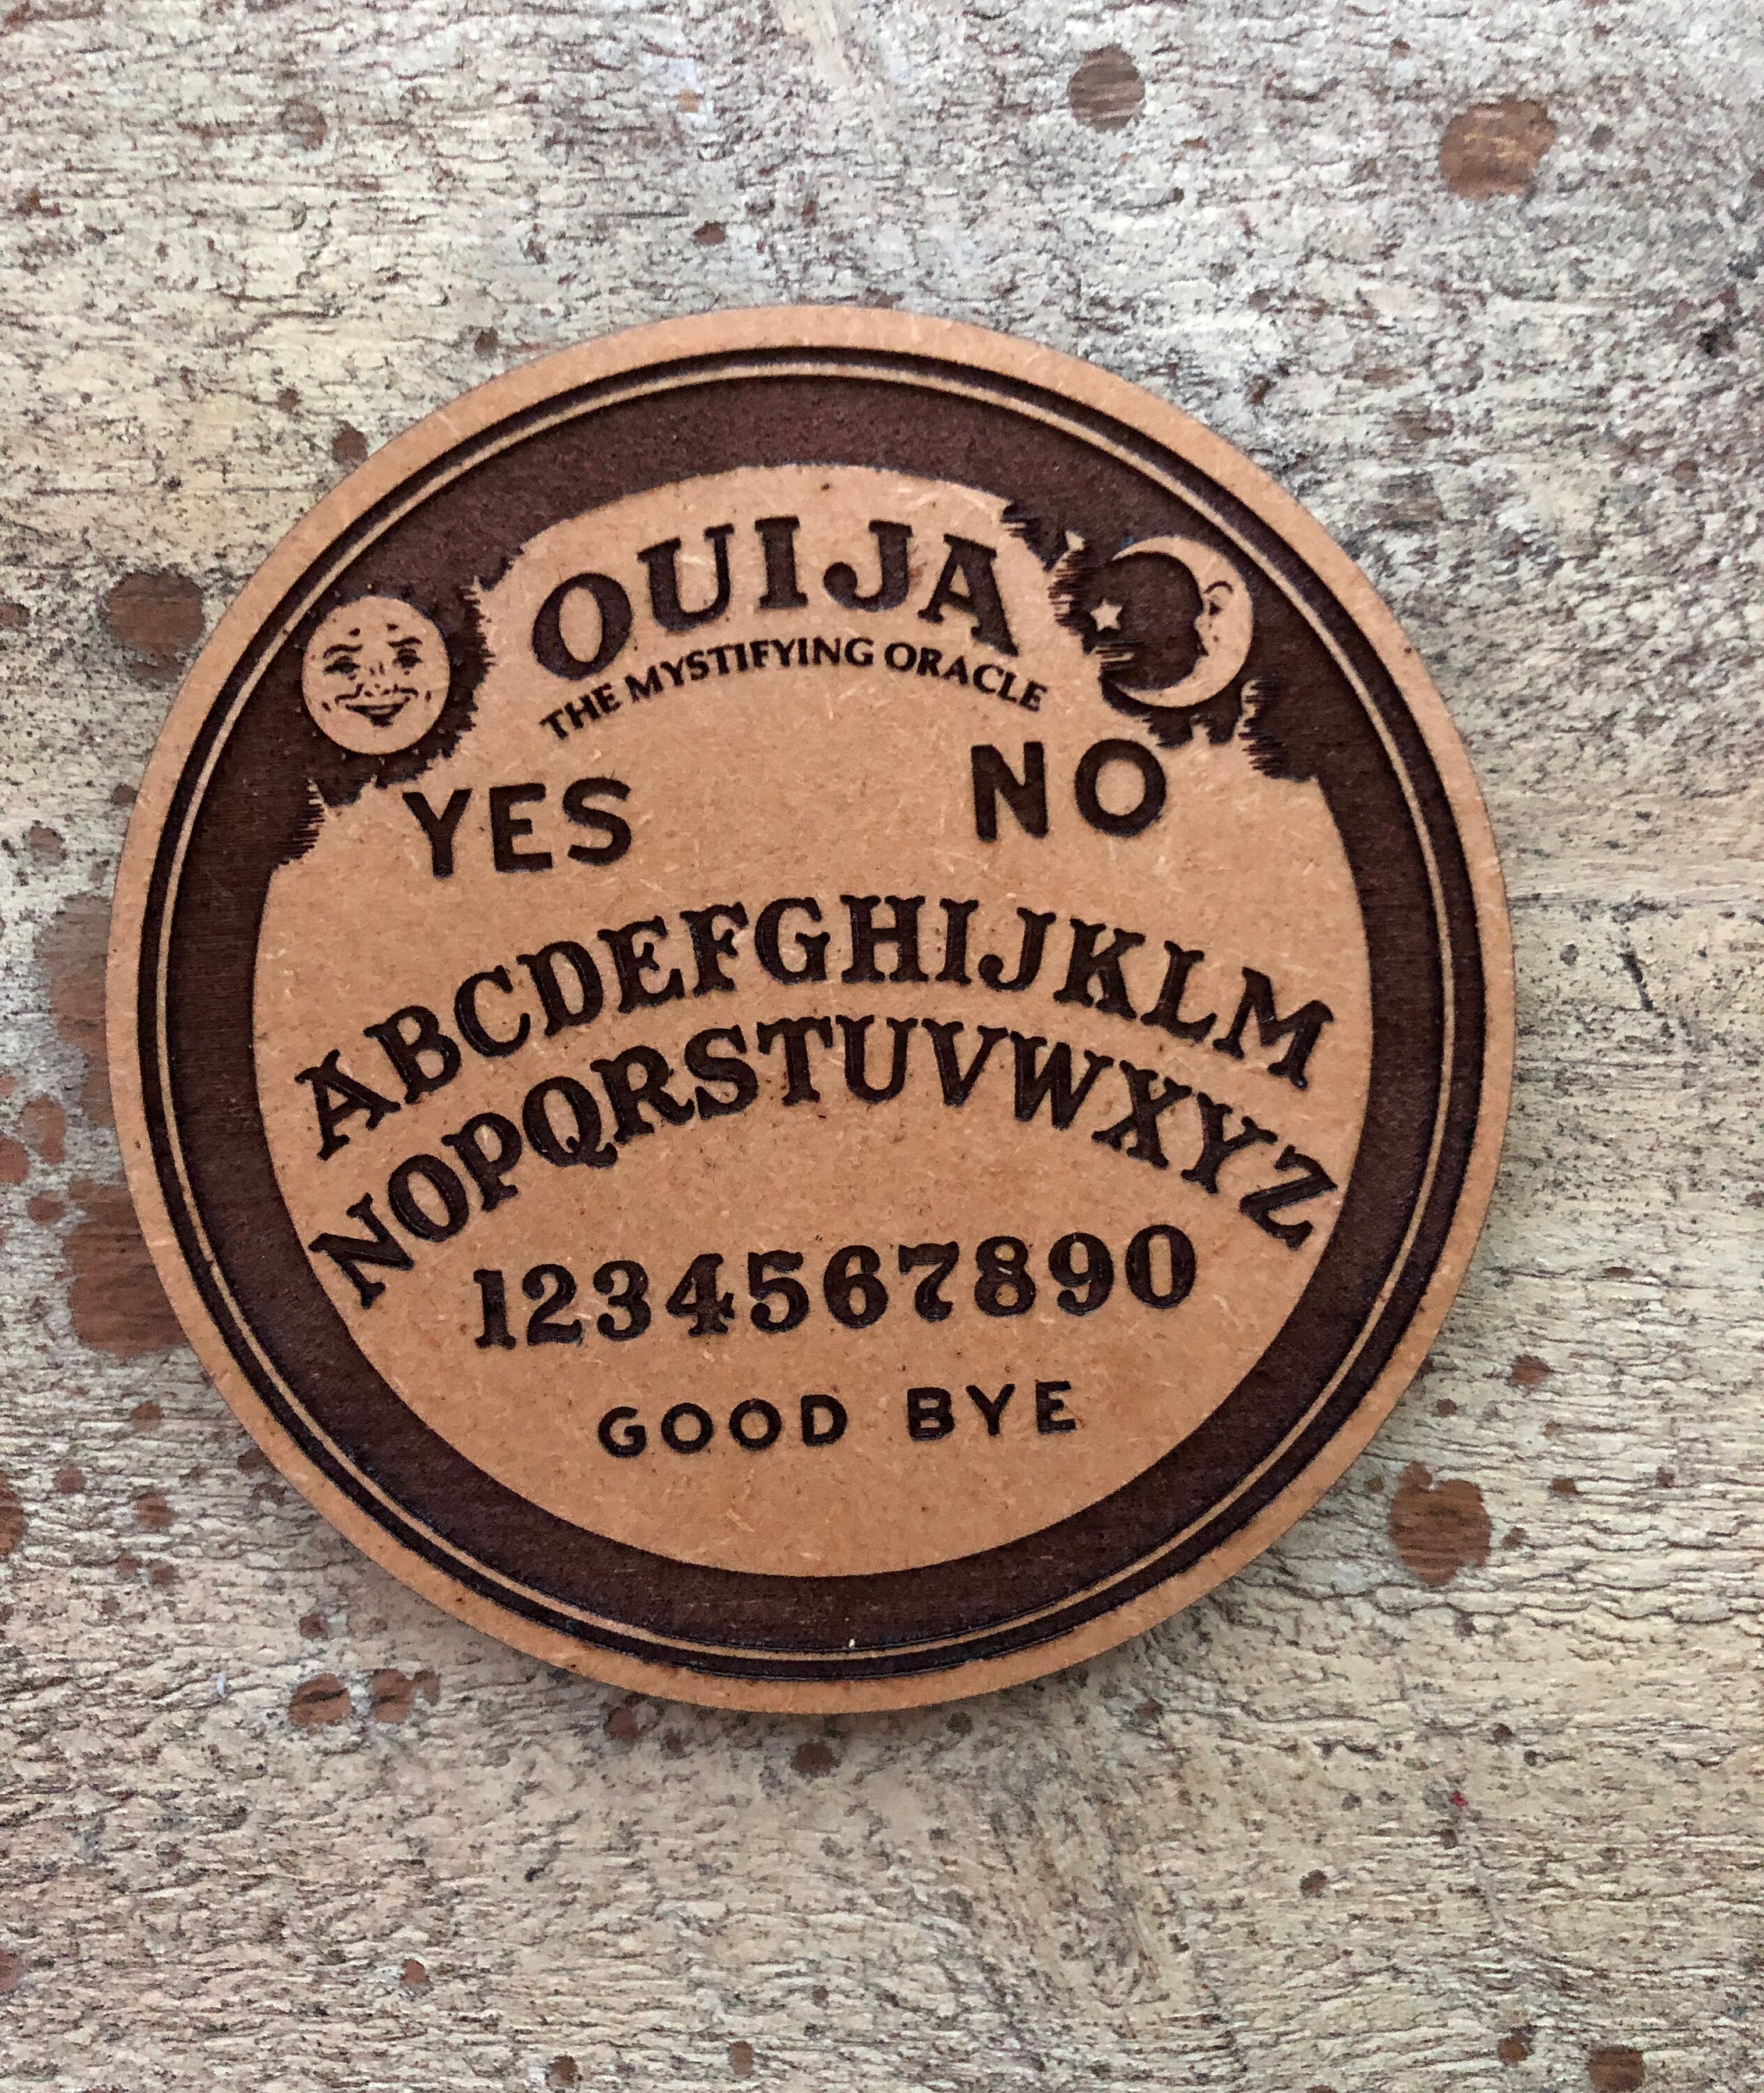 OUIJA
THE MYSTIFYING ORACLE
YES NO
ABCDEFGHIJKLM
NOPQRSTUVWXYZ
1234567890
GOOD BYE